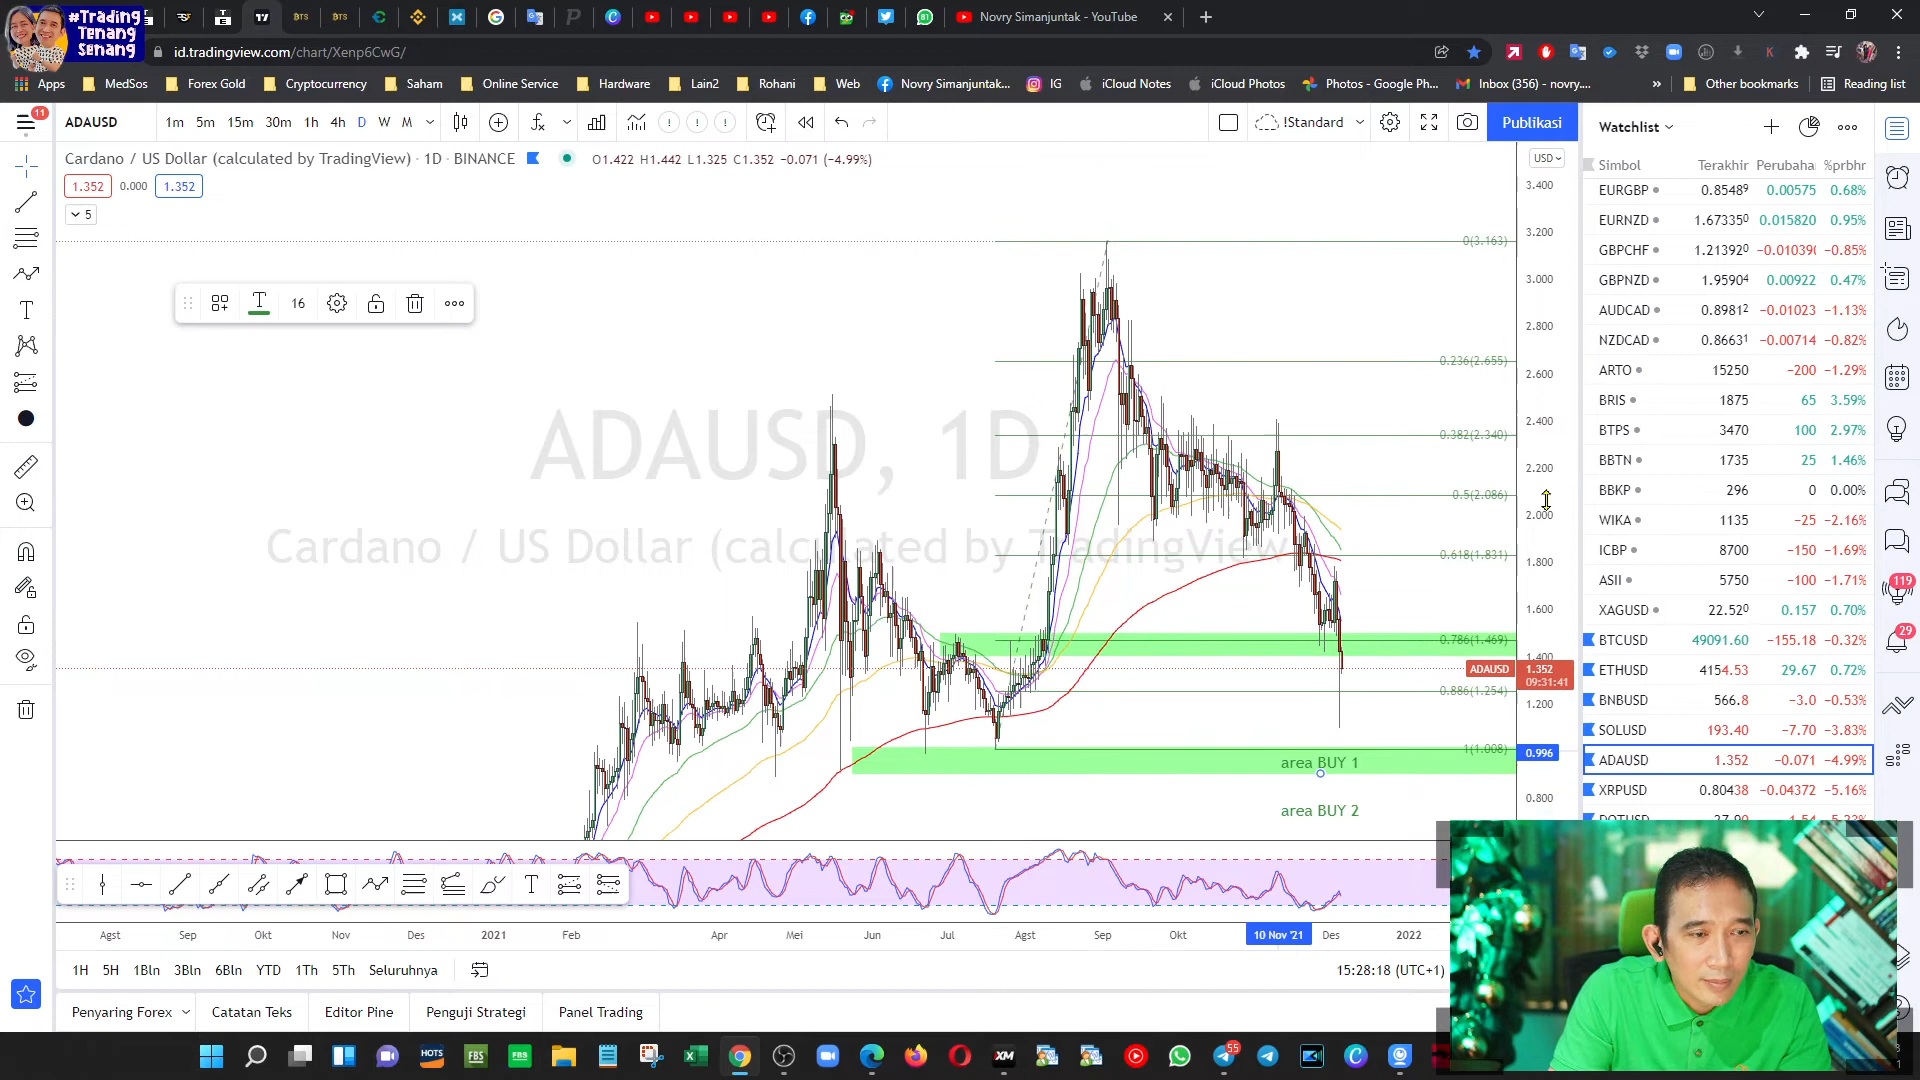 #Trading
Tenang
Senang
TE
TE
17
BTS
BTS
Novry Simanjuntak - YouTube
id.tradingview.com/chart/Xenp6CwG/
Apps
MedSos
Forex Gold
Cryptocurrency
Saham
Online Service
Hardware
Lain2
Rohani
Web
Novry Simanjuntak...
IG
iCloud Notes
iCloud Photos
Photos - Google Ph...
Inbox (356) - novry....
»
Other bookmarks
Reading list
11
ADAUSD
1m 5m 15m 30m 1h 4h D W M
!Standard
Publikasi
Cardano / US Dollar (calculated by TradingView) · 1D · BINANCE
O1.422 H1.442 L1.325 C1.352 −0.071 (−4.99%)
1.352 0.000 1.352
5
16
ADAUSD, 1D
Cardano / US Dollar (calculated by TradingView)
0(3.163)
0.236(2.655)
0.382(2.340)
0.5(2.086)
0.618(1.831)
0.786(1.469)
0.886(1.254)
1(1.008)
area BUY 1
area BUY 2
USD
3.400
3.200
3.000
2.800
2.600
2.400
2.200
2.000
1.800
1.600
1.400
ADAUSD 1.352
09:31:41
1.200
0.996
0.800
Watchlist
Simbol Terakhir Perubaha %prbhr
EURGBP 0.85489 0.00575 0.68%
EURNZD 1.673350 0.015820 0.95%
GBPCHF 1.213920 −0.01039 −0.85%
GBPNZD 1.95904 0.00922 0.47%
AUDCAD 0.89812 −0.01023 −1.13%
NZDCAD 0.86631 −0.00714 −0.82%
ARTO 15250 −200 −1.29%
BRIS 1875 65 3.59%
BTPS 3470 100 2.97%
BBTN 1735 25 1.46%
BBKP 296 0 0.00%
WIKA 1135 −25 −2.16%
ICBP 8700 −150 −1.69%
ASII 5750 −100 −1.71%
XAGUSD 22.520 0.157 0.70%
BTCUSD 49091.60 −155.18 −0.32%
ETHUSD 4154.53 29.67 0.72%
BNBUSD 566.8 −3.0 −0.53%
SOLUSD 193.40 −7.70 −3.83%
ADAUSD 1.352 −0.071 −4.99%
XRPUSD 0.80438 −0.04372 −5.16%
119
29
Agst Sep Okt Nov Des 2021 Feb Apr Mei Jun Jul Agst Sep Okt 10 Nov '21 Des 2022
1H 5H 1Bln 3Bln 6Bln YTD 1Th 5Th Seluruhnya
15:28:18 (UTC+1)
Penyaring Forex
Catatan Teks
Editor Pine
Penguji Strategi
Panel Trading
HOTS
FBS
FBS
XM
55